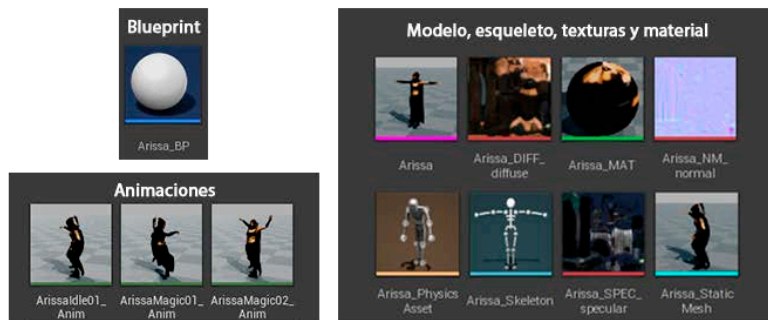 Blueprint
Arissa_BP
Animaciones
ArissaIdle01_
Anim
ArissaMagic01_
Anim
ArissaMagic02_
Anim
Modelo, esqueleto, texturas y material
Arissa
Arissa_DIFF_
diffuse
Arissa_MAT
Arissa_NM_
normal
Arissa_Physics
Asset
Arissa_Skeleton
Arissa_SPEC_
specular
Arissa_Static
Mesh